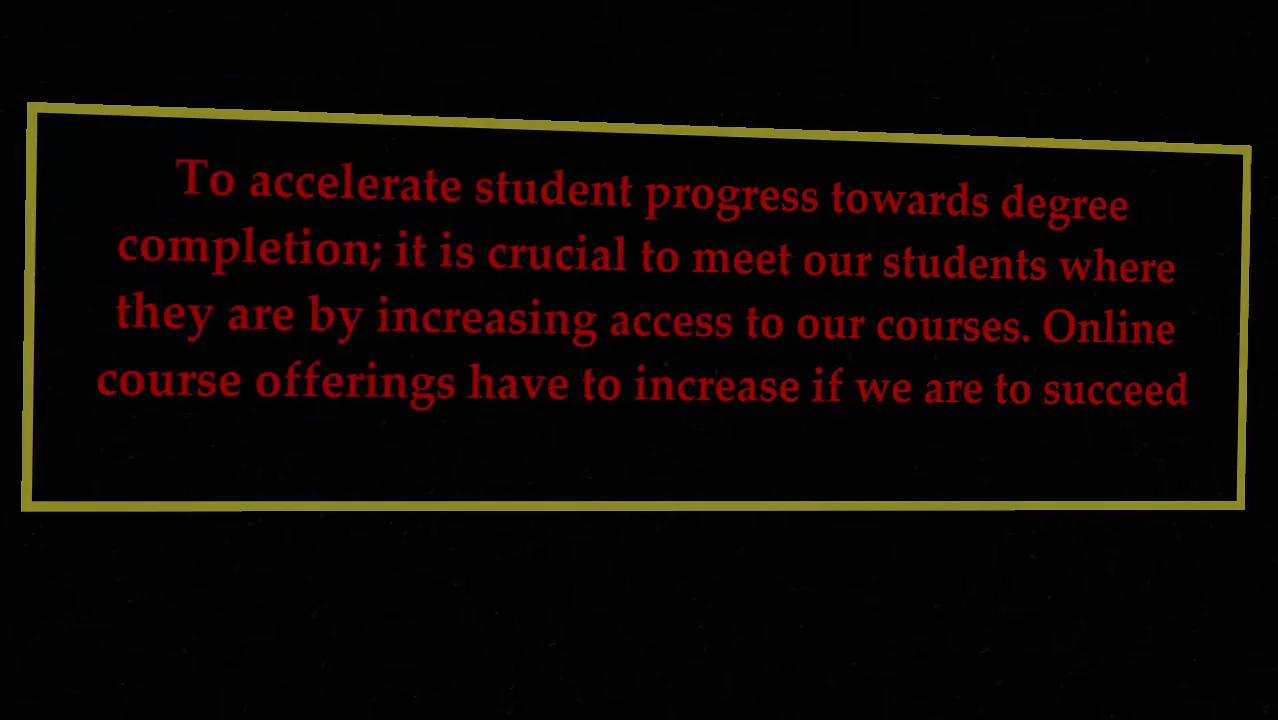 To accelerate student progress towards degree
completion; it is crucial to meet our students where
they are by increasing access to our courses. Online
course offerings have to increase if we are to succeed